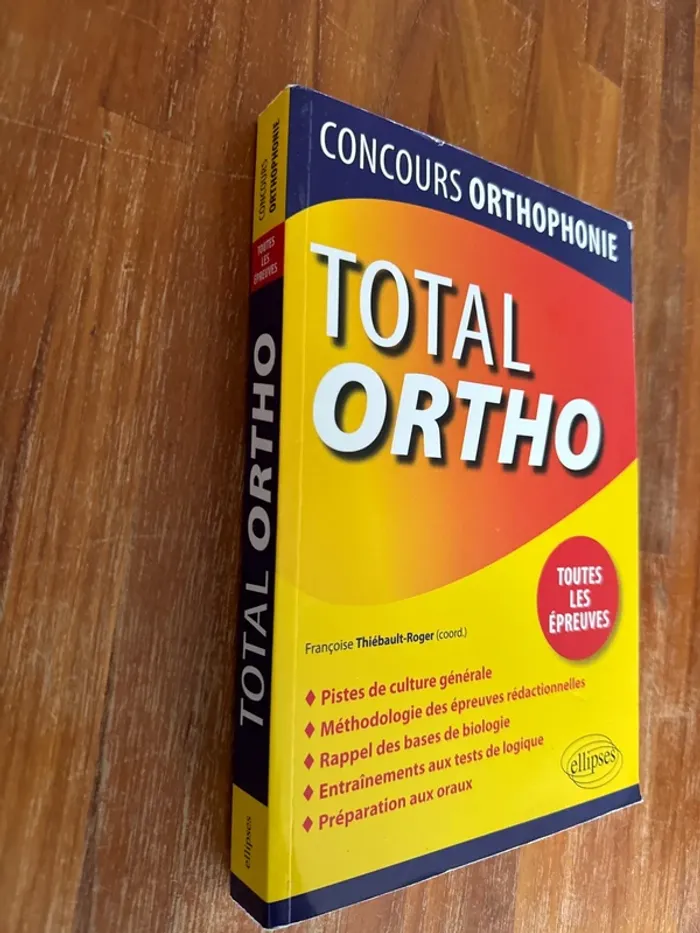 CONCOURS ORTHOPHONIE
TOTAL
ORTHO
TOUTES
LES
ÉPREUVES
Françoise Thiébault-Roger (coord.)
♦ Pistes de culture générale
♦ Méthodologie des épreuves rédactionnelles
♦ Rappel des bases de biologie
♦ Entraînements aux tests de logique
♦ Préparation aux oraux
ellipses
CONCOURS
ORTHOPHONIE
TOUTES
LES
ÉPREUVES
TOTAL ORTHO
ellipses